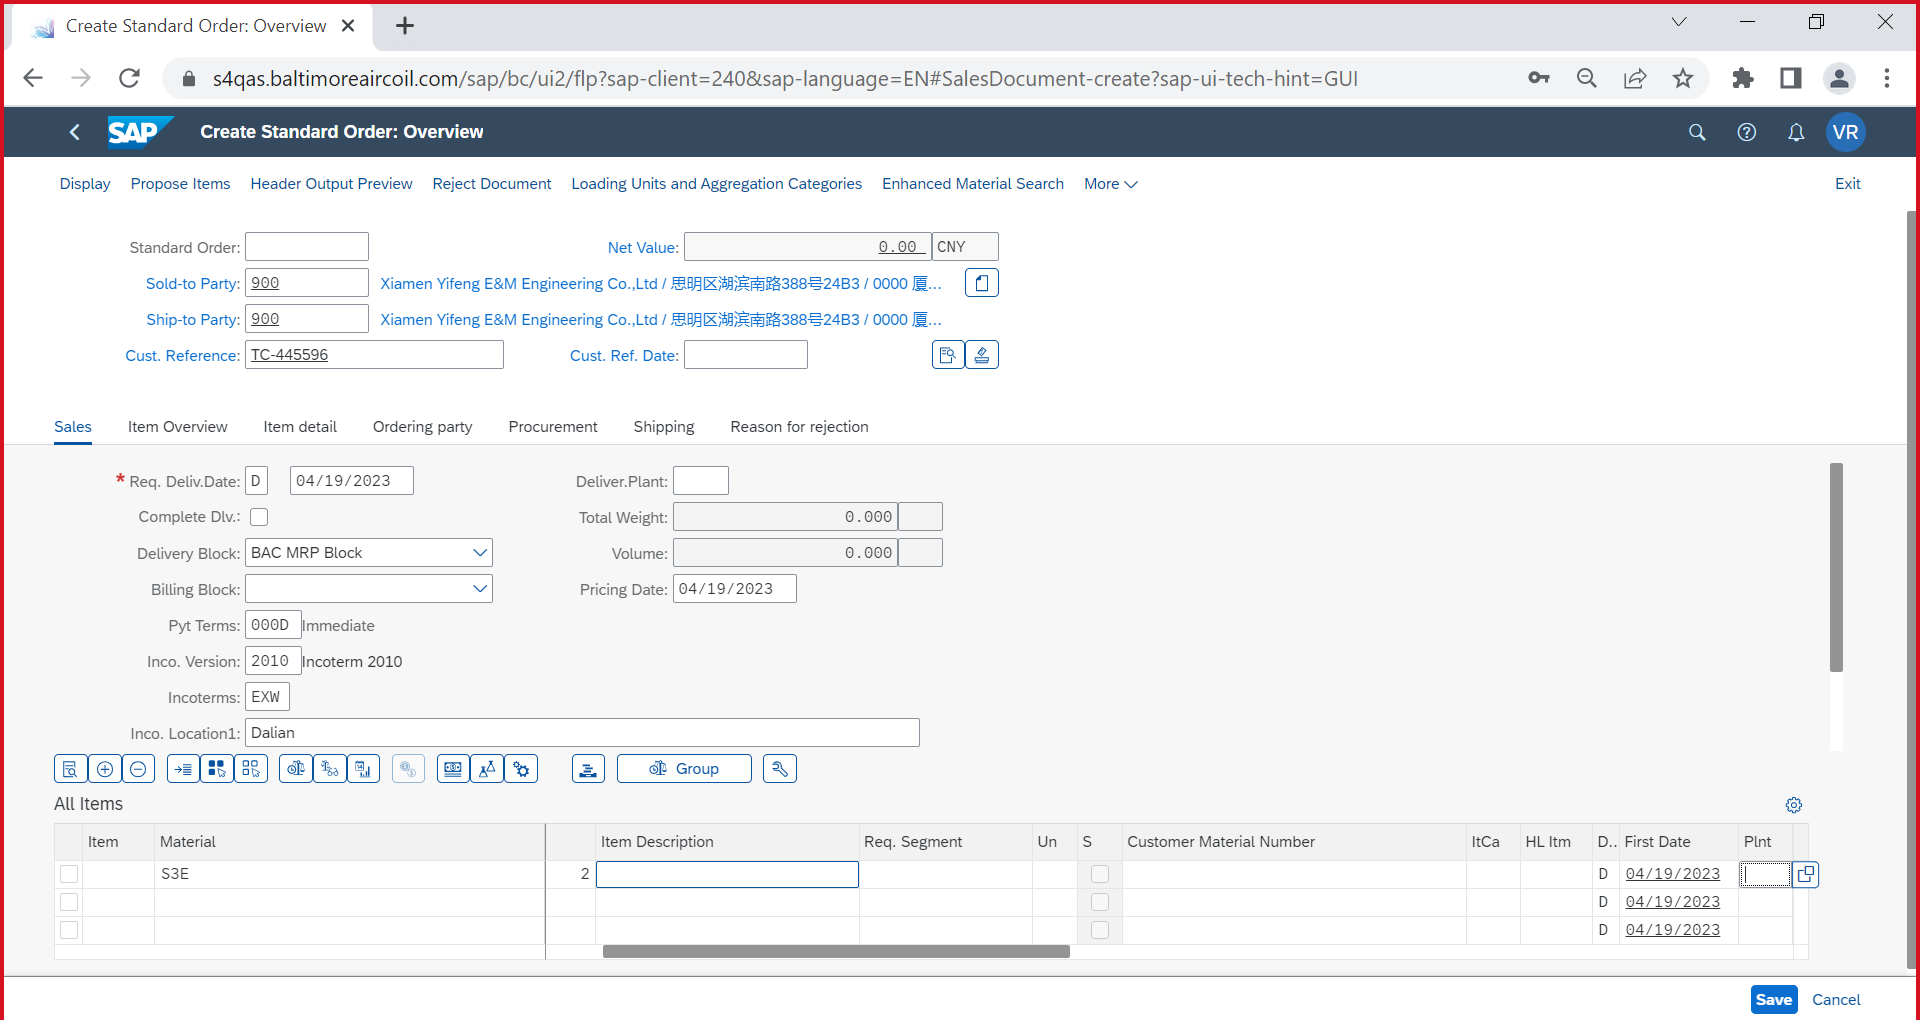 Create Standard Order: Overview
s4qas.baltimoreaircoil.com/sap/bc/ui2/flp?sap-client=240&sap-language=EN#SalesDocument-create?sap-ui-tech-hint=GUI
SAP Create Standard Order: Overview VR
Display Propose Items Header Output Preview Reject Document Loading Units and Aggregation Categories Enhanced Material Search More Exit
Standard Order: Net Value: 0.00 CNY
Sold-to Party: 900 Xiamen Yifeng E&M Engineering Co.,Ltd / 思明区湖滨南路388号24B3 / 0000 厦...
Ship-to Party: 900 Xiamen Yifeng E&M Engineering Co.,Ltd / 思明区湖滨南路388号24B3 / 0000 厦...
Cust. Reference: TC-445596 Cust. Ref. Date:
Sales Item Overview Item detail Ordering party Procurement Shipping Reason for rejection
* Req. Deliv.Date: D 04/19/2023 Deliver.Plant:
Complete Dlv.: Total Weight: 0.000
Delivery Block: BAC MRP Block Volume: 0.000
Billing Block: Pricing Date: 04/19/2023
Pyt Terms: 000D Immediate
Inco. Version: 2010 Incoterm 2010
Incoterms: EXW
Inco. Location1: Dalian
Group
All Items
Item Material Item Description Req. Segment Un S Customer Material Number ItCa HL Itm D.. First Date Plnt
S3E 2 D 04/19/2023
D 04/19/2023
D 04/19/2023
Save Cancel